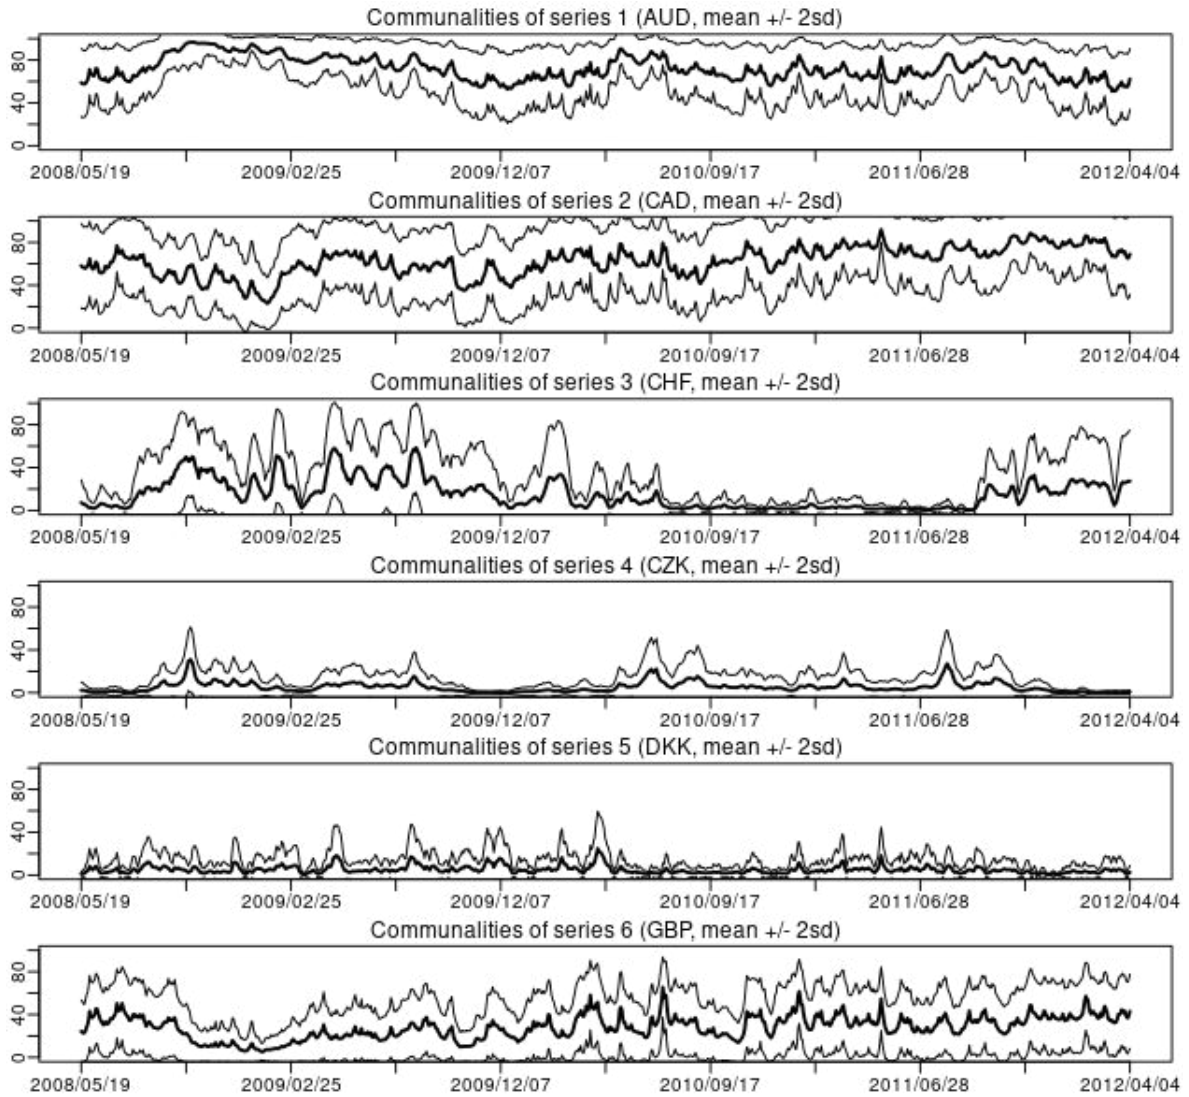 Communalities of series 1 (AUD, mean +/- 2sd)
0 40 80
2008/05/19 2009/02/25 2009/12/07 2010/09/17 2011/06/28 2012/04/04
Communalities of series 2 (CAD, mean +/- 2sd)
0 40 80
2008/05/19 2009/02/25 2009/12/07 2010/09/17 2011/06/28 2012/04/04
Communalities of series 3 (CHF, mean +/- 2sd)
0 40 80
2008/05/19 2009/02/25 2009/12/07 2010/09/17 2011/06/28 2012/04/04
Communalities of series 4 (CZK, mean +/- 2sd)
0 40 80
2008/05/19 2009/02/25 2009/12/07 2010/09/17 2011/06/28 2012/04/04
Communalities of series 5 (DKK, mean +/- 2sd)
0 40 80
2008/05/19 2009/02/25 2009/12/07 2010/09/17 2011/06/28 2012/04/04
Communalities of series 6 (GBP, mean +/- 2sd)
0 40 80
2008/05/19 2009/02/25 2009/12/07 2010/09/17 2011/06/28 2012/04/04